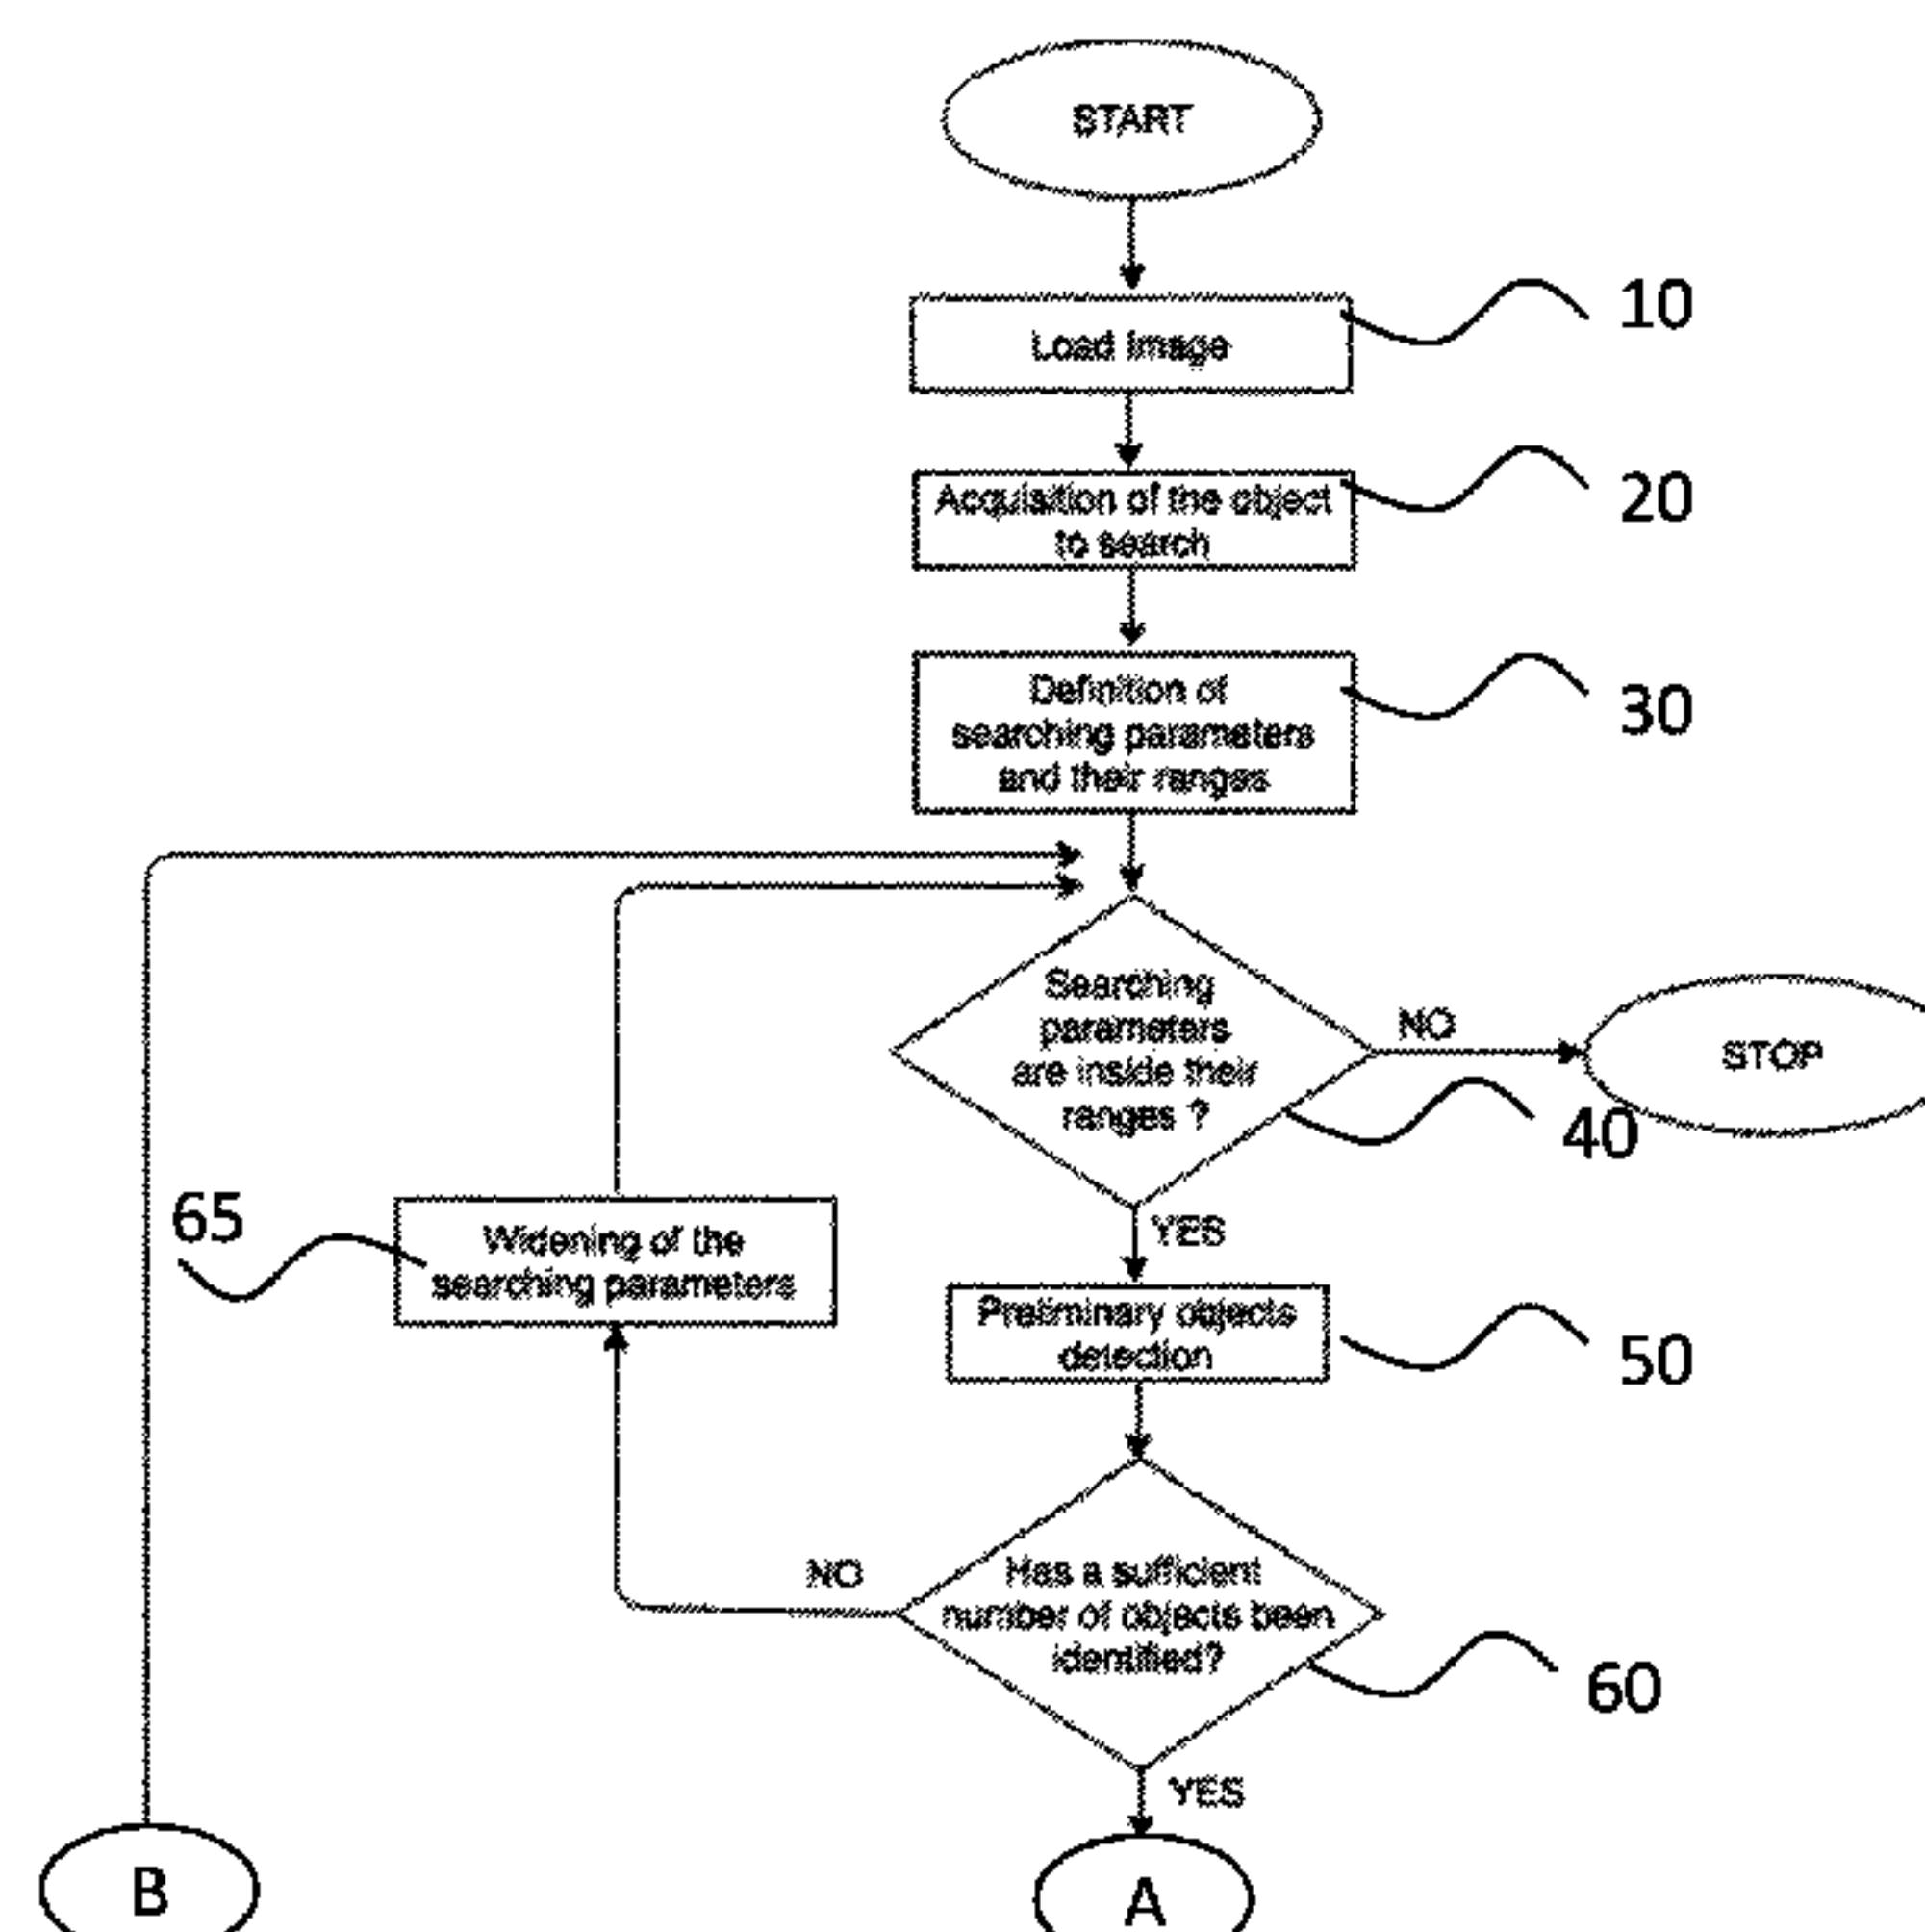 START
Load image
10
Acquisition of the object
to search
20
Definition of
searching parameters
and their ranges
30
Searching
parameters
are inside their
ranges ?
NO
STOP
40
YES
65
Widening of the
searching parameters
Preliminary objects
detection
50
NO
Has a sufficient
number of objects been
identified?
60
YES
B
A